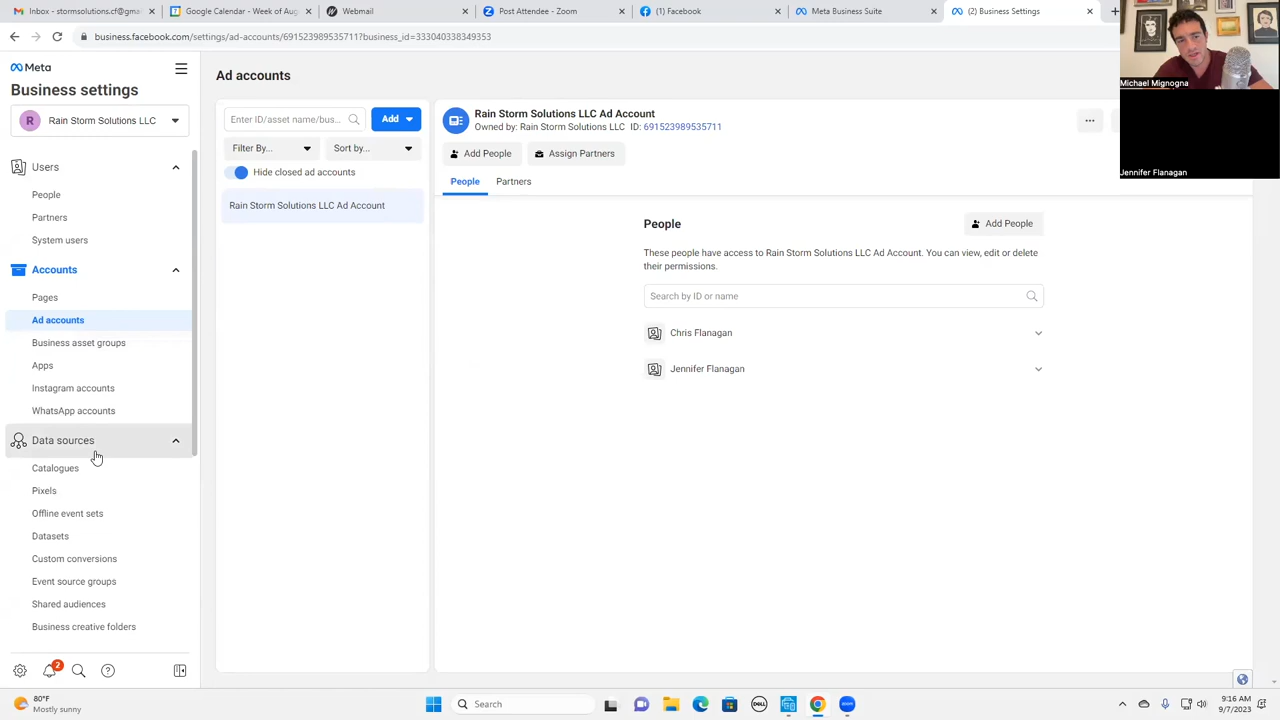 Inbox - stormsolutions.cf@gmai
Google Calendar - Week of Aug
Webmail
Post Attendee - Zoom
(1) Facebook
Meta Business Suite
(2) Business Settings
business.facebook.com/settings/ad-accounts/691523989535711?business_id=
Michael Mignogna
Jennifer Flanagan
Meta
Business settings
R Rain Storm Solutions LLC
Users
People
Partners
System users
Accounts
Pages
Ad accounts
Business asset groups
Apps
Instagram accounts
WhatsApp accounts
Data sources
Catalogues
Pixels
Offline event sets
Datasets
Custom conversions
Event source groups
Shared audiences
Business creative folders
2
Ad accounts
Enter ID/asset name/bus...
Add
Filter By...
Sort by...
Hide closed ad accounts
Rain Storm Solutions LLC Ad Account
Rain Storm Solutions LLC Ad Account
Owned by: Rain Storm Solutions LLC ID: 691523989535711
Add People
Assign Partners
People
Partners
People
Add People
These people have access to Rain Storm Solutions LLC Ad Account. You can view, edit or delete
their permissions.
Search by ID or name
Chris Flanagan
Jennifer Flanagan
80°F
Mostly sunny
Search
DELL
zoom
9:16 AM
9/7/2023